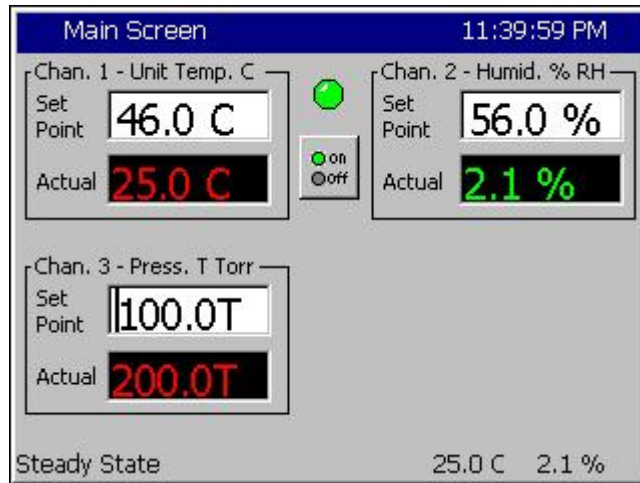 Main Screen 11:39:59 PM
Chan. 1 - Unit Temp. C
Set Point 46.0 C
Actual 25.0 C
on
off
Chan. 2 - Humid. % RH
Set Point 56.0 %
Actual 2.1 %
Chan. 3 - Press. T Torr
Set Point 100.0T
Actual 200.0T
Steady State 25.0 C 2.1 %